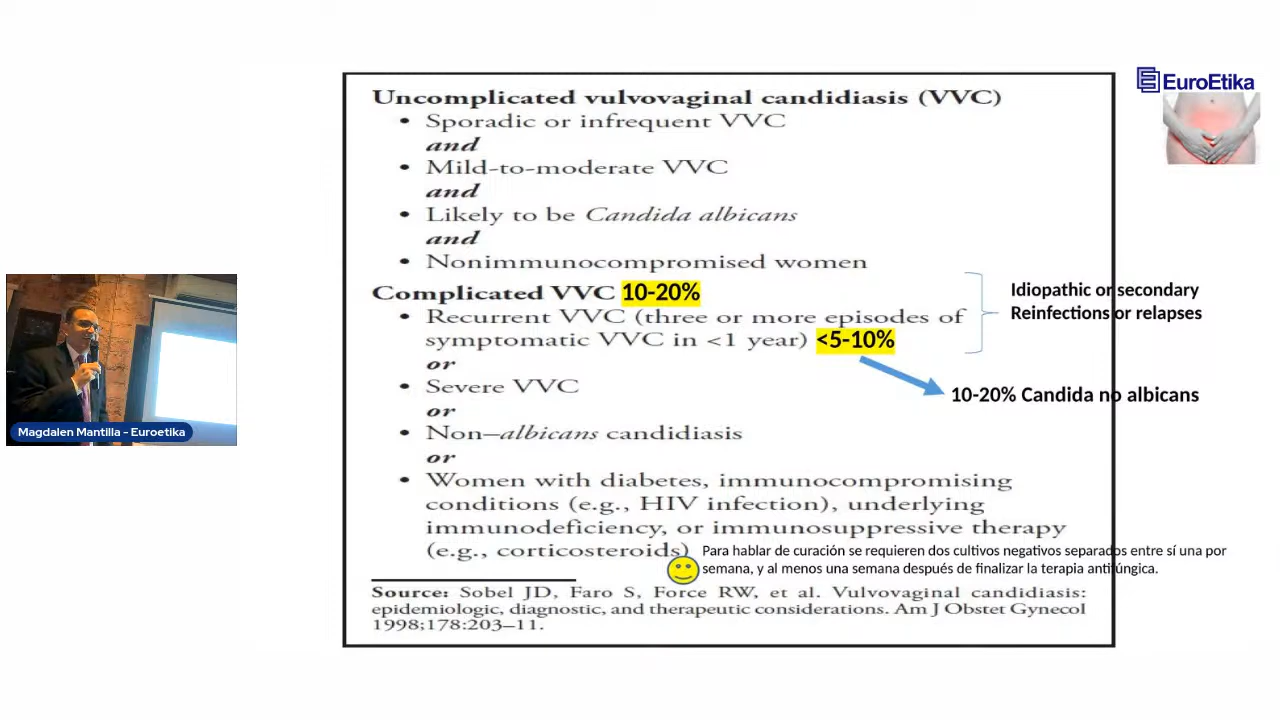 EuroEtika
Uncomplicated vulvovaginal candidiasis (VVC)
• Sporadic or infrequent VVC
and
• Mild-to-moderate VVC
and
• Likely to be Candida albicans
and
• Nonimmunocompromised women
Complicated VVC 10-20%
• Recurrent VVC (three or more episodes of
symptomatic VVC in <1 year) <5-10%
or
• Severe VVC
or
• Non–albicans candidiasis
or
• Women with diabetes, immunocompromising
conditions (e.g., HIV infection), underlying
immunodeficiency, or immunosuppressive therapy
(e.g., corticosteroids)
Idiopathic or secondary
Reinfections or relapses
10-20% Candida no albicans
Para hablar de curación se requieren dos cultivos negativos separados entre sí una por
semana, y al menos una semana después de finalizar la terapia antifúngica.
Source: Sobel JD, Faro S, Force RW, et al. Vulvovaginal candidiasis:
epidemiologic, diagnostic, and therapeutic considerations. Am J Obstet Gynecol
1998;178:203–11.
Magdalen Mantilla - Euroetika